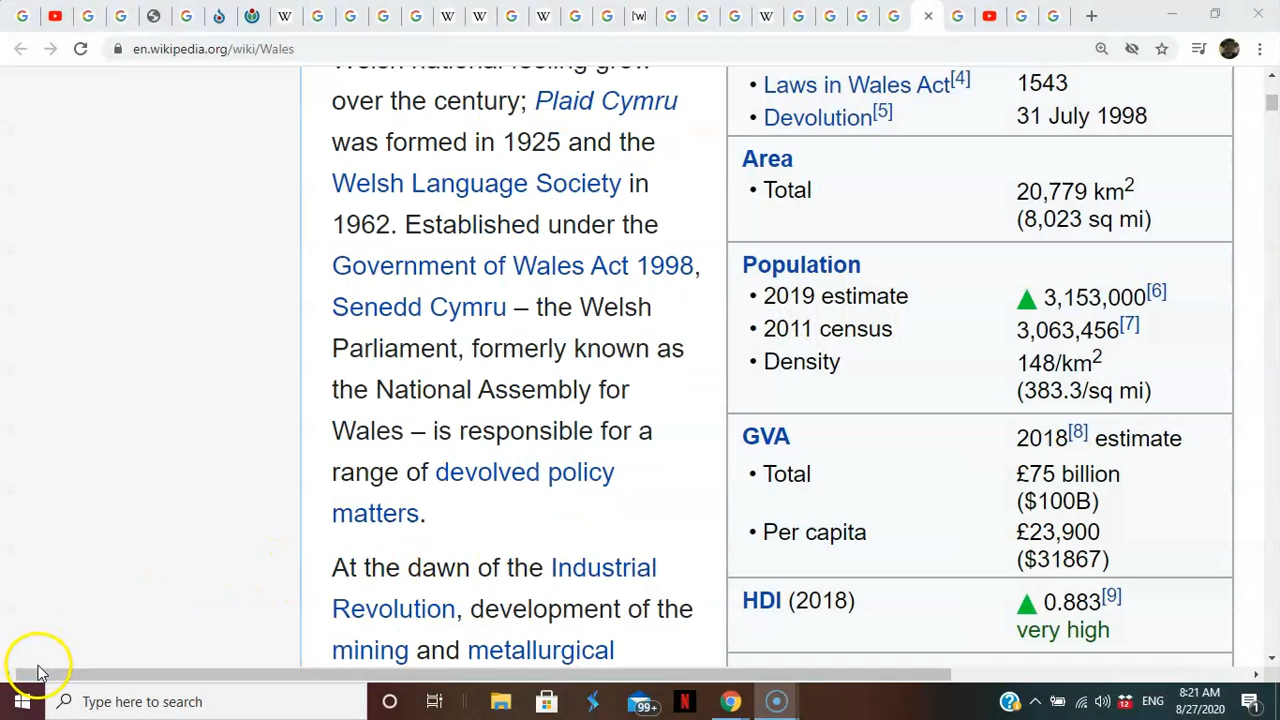 en.wikipedia.org/wiki/Wales
Welsh national feeling grew
over the century; Plaid Cymru
was formed in 1925 and the
Welsh Language Society in
1962. Established under the
Government of Wales Act 1998,
Senedd Cymru – the Welsh
Parliament, formerly known as
the National Assembly for
Wales – is responsible for a
range of devolved policy
matters.
At the dawn of the Industrial
Revolution, development of the
mining and metallurgical
• Laws in Wales Act[4] 1543
• Devolution[5] 31 July 1998
Area
• Total 20,779 km2
(8,023 sq mi)
Population
• 2019 estimate ▲ 3,153,000[6]
• 2011 census 3,063,456[7]
• Density 148/km2
(383.3/sq mi)
GVA 2018[8] estimate
• Total £75 billion
($100B)
• Per capita £23,900
($31867)
HDI (2018) ▲ 0.883[9]
very high
Type here to search
99+
12
ENG
8:21 AM
8/27/2020
1